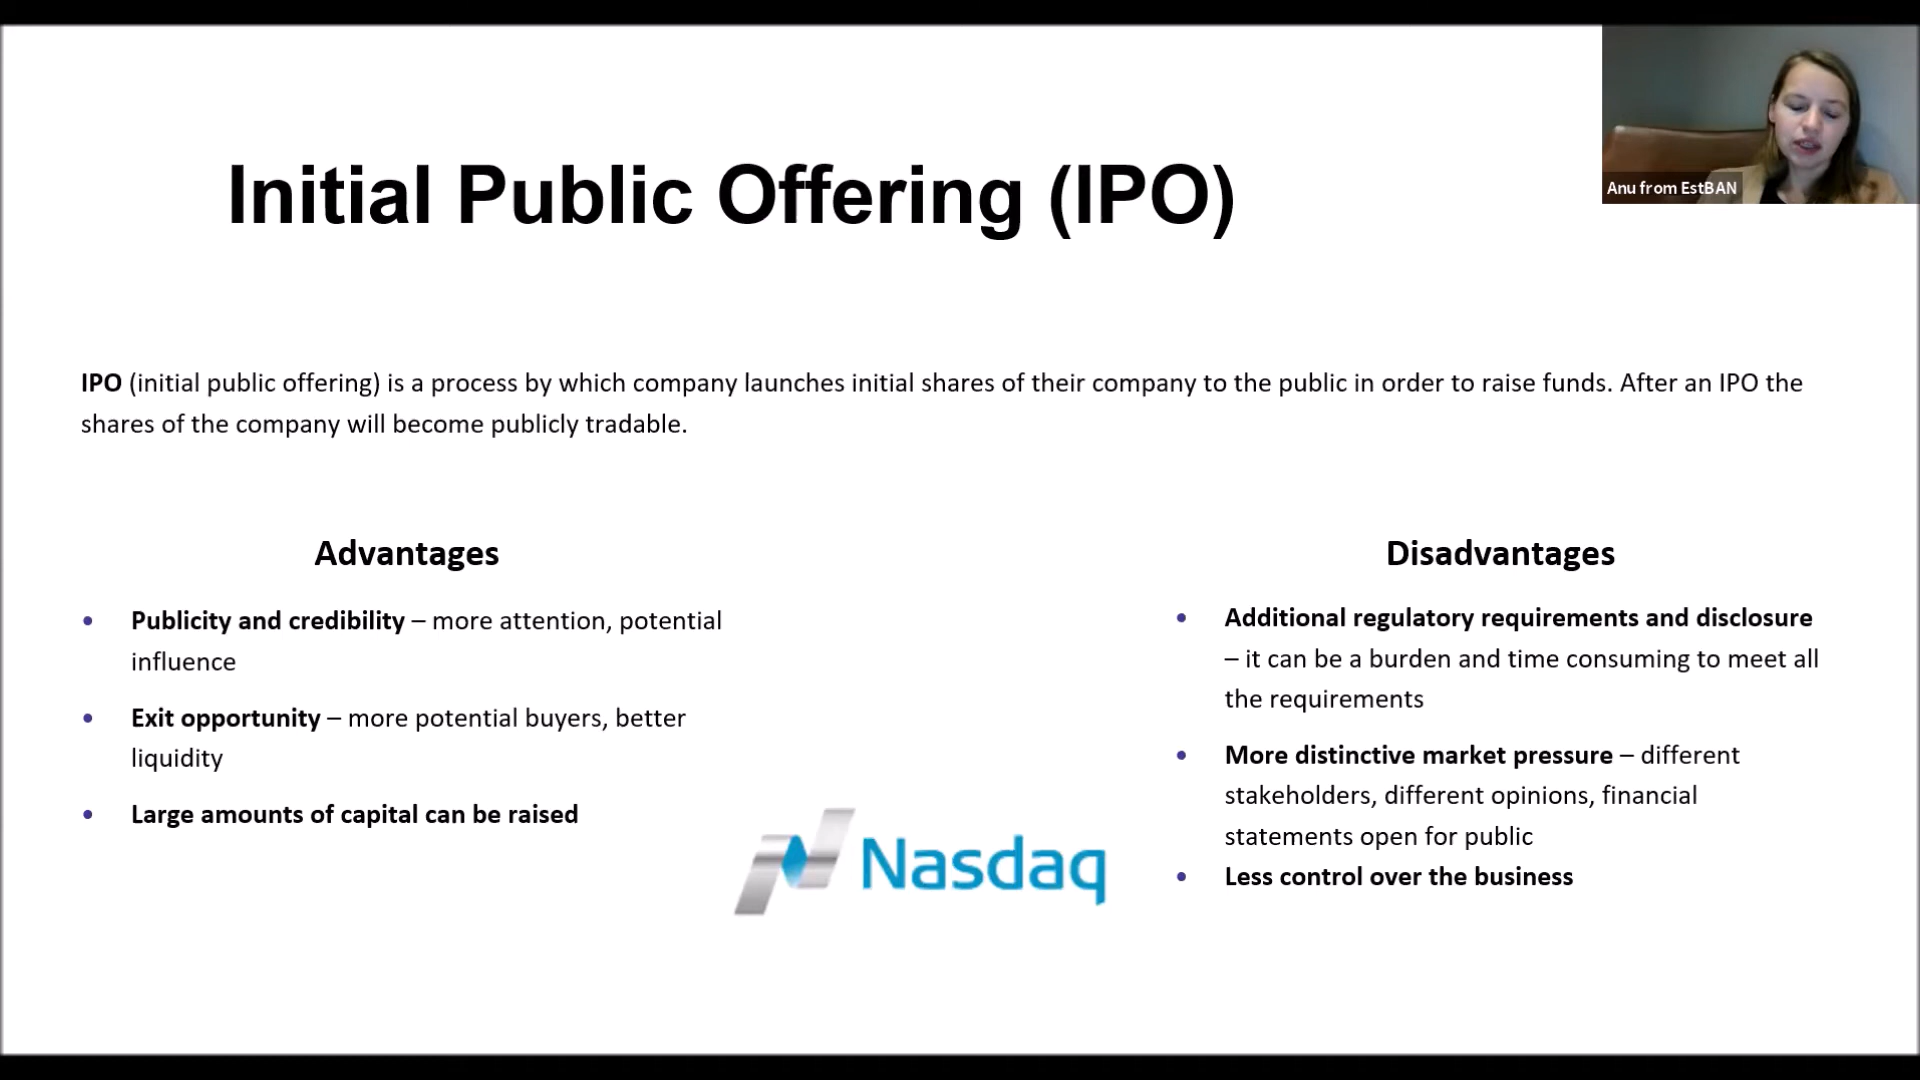 Initial Public Offering (IPO)
Anu from EstBAN
IPO (initial public offering) is a process by which company launches initial shares of their company to the public in order to raise funds. After an IPO the
shares of the company will become publicly tradable.
Advantages
• Publicity and credibility – more attention, potential
influence
• Exit opportunity – more potential buyers, better
liquidity
• Large amounts of capital can be raised
Nasdaq
Disadvantages
• Additional regulatory requirements and disclosure
– it can be a burden and time consuming to meet all
the requirements
• More distinctive market pressure – different
stakeholders, different opinions, financial
statements open for public
• Less control over the business